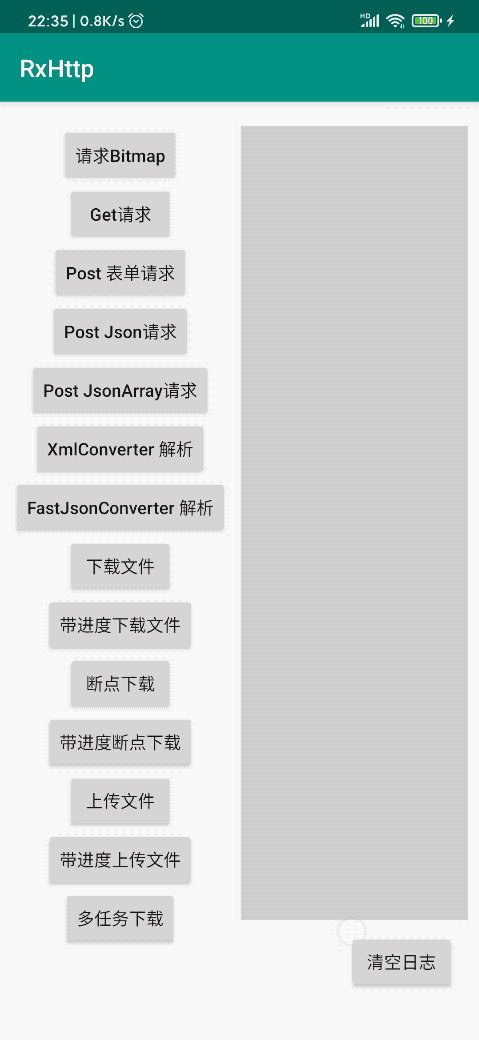 22:35 | 0.8K/s
HD
100
RxHttp
请求Bitmap
Get请求
Post 表单请求
Post Json请求
Post JsonArray请求
XmlConverter 解析
FastJsonConverter 解析
下载文件
带进度下载文件
断点下载
带进度断点下载
上传文件
带进度上传文件
多任务下载
清空日志